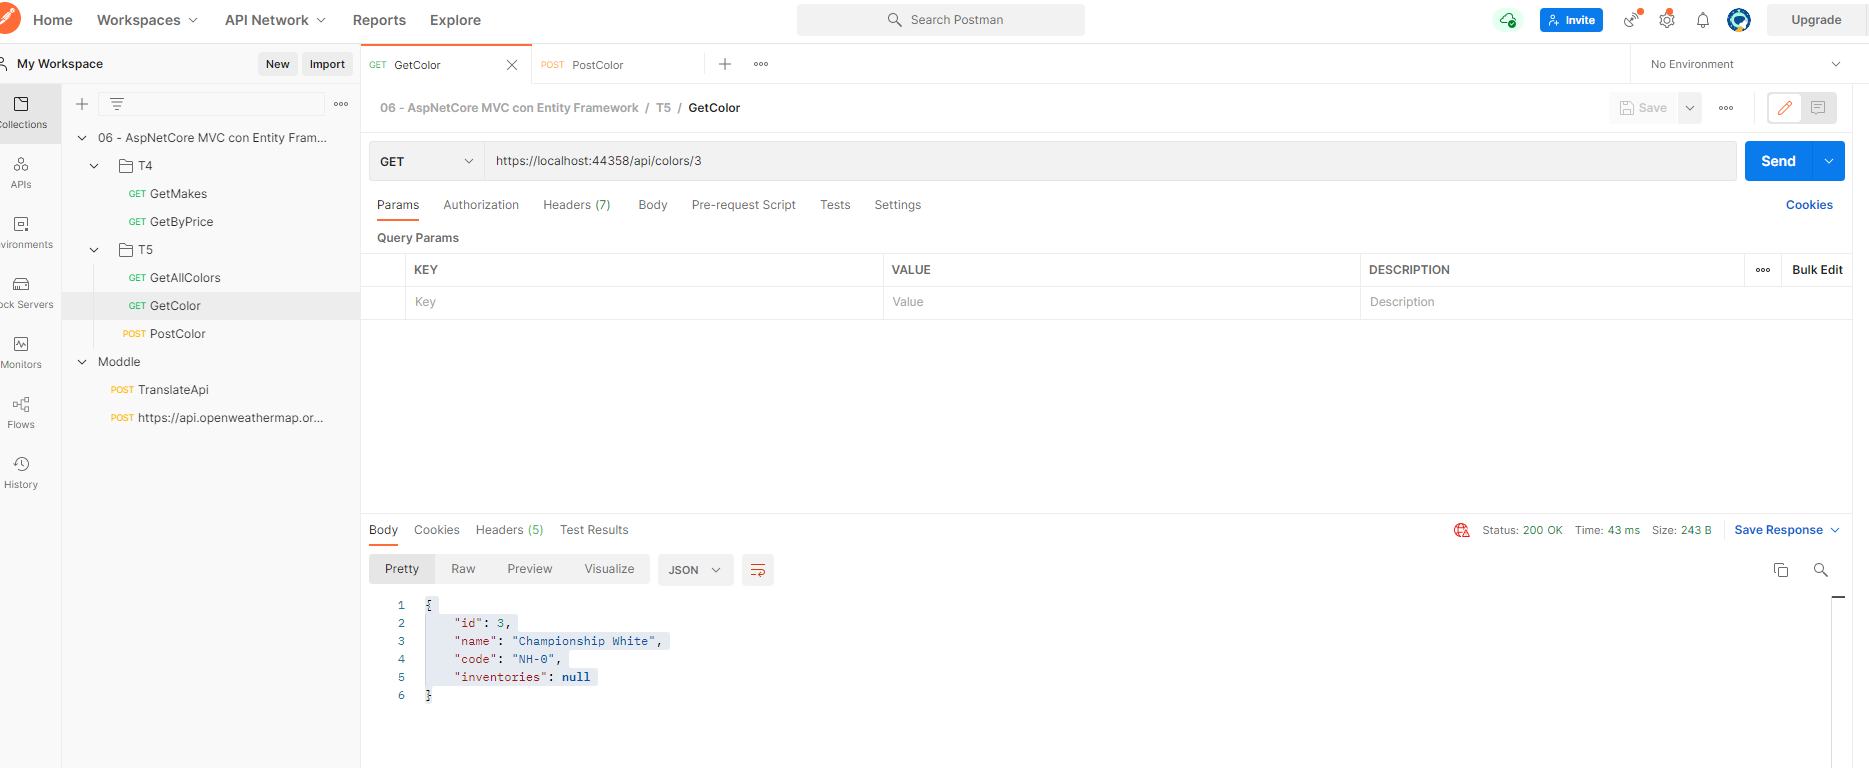 Home Workspaces API Network Reports Explore Search Postman Invite Upgrade
My Workspace New Import GET GetColor POST PostColor No Environment
Collections
APIs
vironments
ock Servers
Monitors
Flows
History
06 - AspNetCore MVC con Entity Fram...
T4
GET GetMakes
GET GetByPrice
T5
GET GetAllColors
GET GetColor
POST PostColor
Moddle
POST TranslateApi
POST https://api.openweathermap.or...
06 - AspNetCore MVC con Entity Framework / T5 / GetColor Save
GET https://localhost:44358/api/colors/3 Send
Params Authorization Headers (7) Body Pre-request Script Tests Settings Cookies
Query Params
KEY VALUE DESCRIPTION Bulk Edit
Key Value Description
Body Cookies Headers (5) Test Results Status: 200 OK Time: 43 ms Size: 243 B Save Response
Pretty Raw Preview Visualize JSON
1 {
2 "id": 3,
3 "name": "Championship White",
4 "code": "NH-0",
5 "inventories": null
6 }